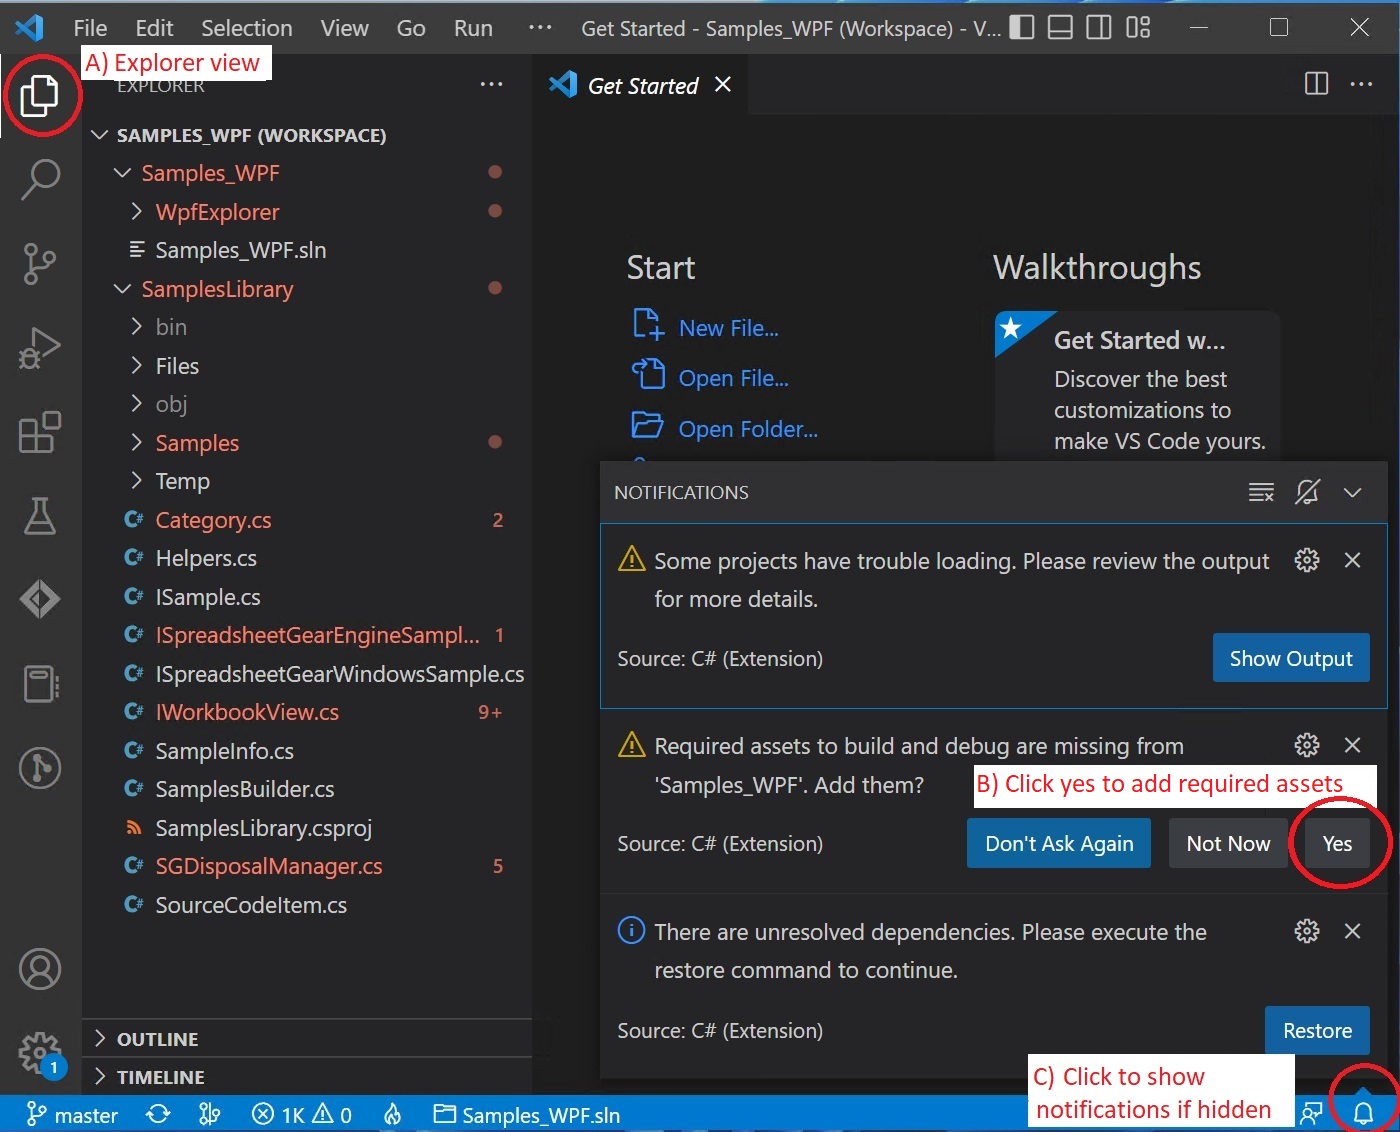 File Edit Selection View Go Run ··· Get Started - Samples_WPF (Workspace) - V...
A) Explorer view
EXPLORER ···
Get Started
SAMPLES_WPF (WORKSPACE)
Samples_WPF
WpfExplorer
Samples_WPF.sln
SamplesLibrary
bin
Files
obj
Samples
Temp
C# Category.cs 2
C# Helpers.cs
C# ISample.cs
C# ISpreadsheetGearEngineSampl... 1
C# ISpreadsheetGearWindowsSample.cs
C# IWorkbookView.cs 9+
C# SampleInfo.cs
C# SamplesBuilder.cs
SamplesLibrary.csproj
C# SGDisposalManager.cs 5
C# SourceCodeItem.cs
OUTLINE
TIMELINE
Start
New File...
Open File...
Open Folder...
Walkthroughs
Get Started w...
Discover the best
customizations to
make VS Code yours.
NOTIFICATIONS
Some projects have trouble loading. Please review the output
for more details.
Source: C# (Extension) Show Output
Required assets to build and debug are missing from
'Samples_WPF'. Add them?
B) Click yes to add required assets
Source: C# (Extension) Don't Ask Again Not Now Yes
There are unresolved dependencies. Please execute the
restore command to continue.
Source: C# (Extension) Restore
C) Click to show
notifications if hidden
1
master 1K 0 Samples_WPF.sln